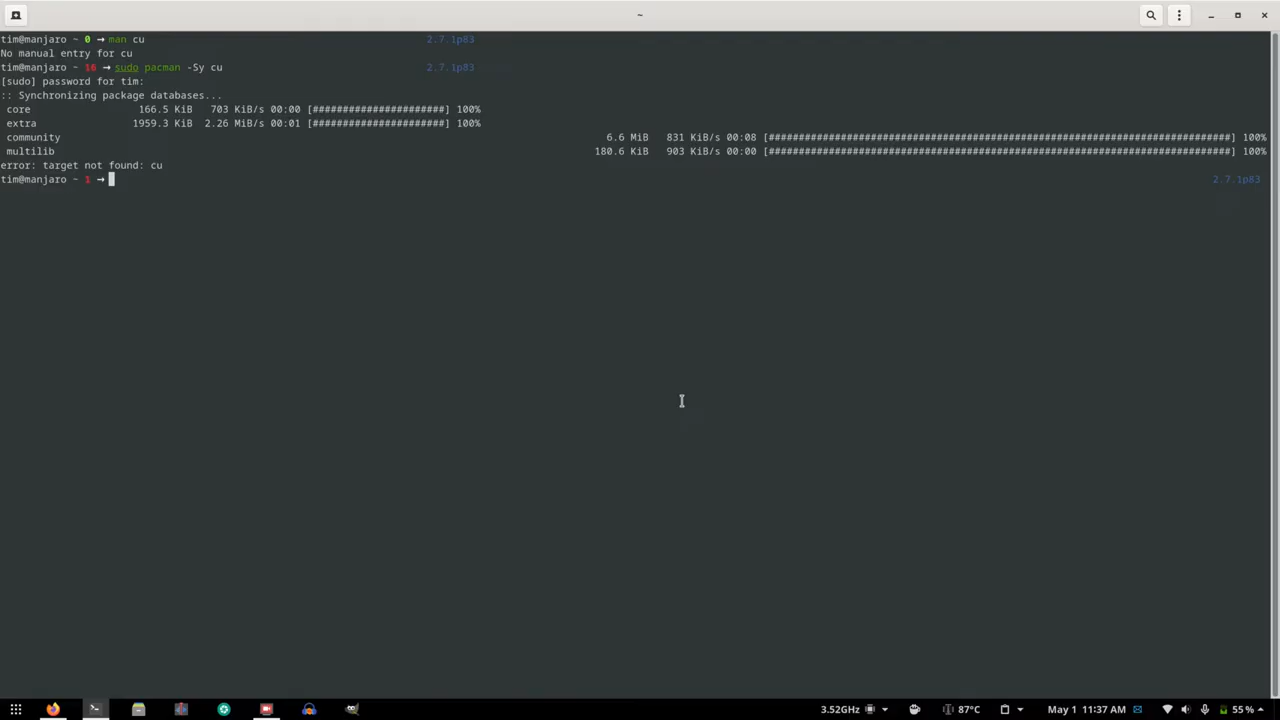 ~
tim@manjaro ~ 0 → man cu 2.7.1p83
No manual entry for cu
tim@manjaro ~ 16 → sudo pacman -Sy cu 2.7.1p83
[sudo] password for tim:
:: Synchronizing package databases...
core 166.5 KiB 703 KiB/s 00:00 [######################] 100%
extra 1959.3 KiB 2.26 MiB/s 00:01 [######################] 100%
community 6.6 MiB 831 KiB/s 00:08 [#############################################################################] 100%
multilib 180.6 KiB 903 KiB/s 00:00 [#############################################################################] 100%
error: target not found: cu
tim@manjaro ~ 1 → 2.7.1p83
3.52GHz 87°C May 1 11:37 AM 55 %